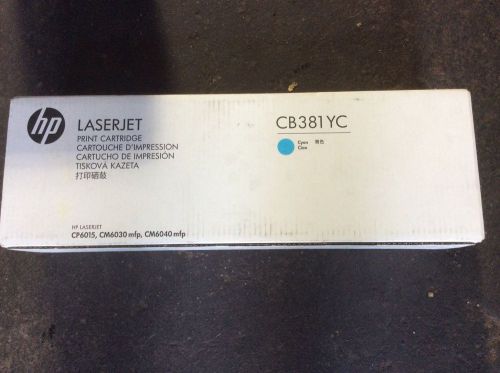 hp
LASERJET
PRINT CARTRIDGE
CARTOUCHE D'IMPRESSION
CARTUCHO DE IMPRESIÓN
TISKOVÁ KAZETA
打印硒鼓
HP LASERJET
CP6015, CM6030 mfp, CM6040 mfp
CB381YC
Cyan 青色
Cian